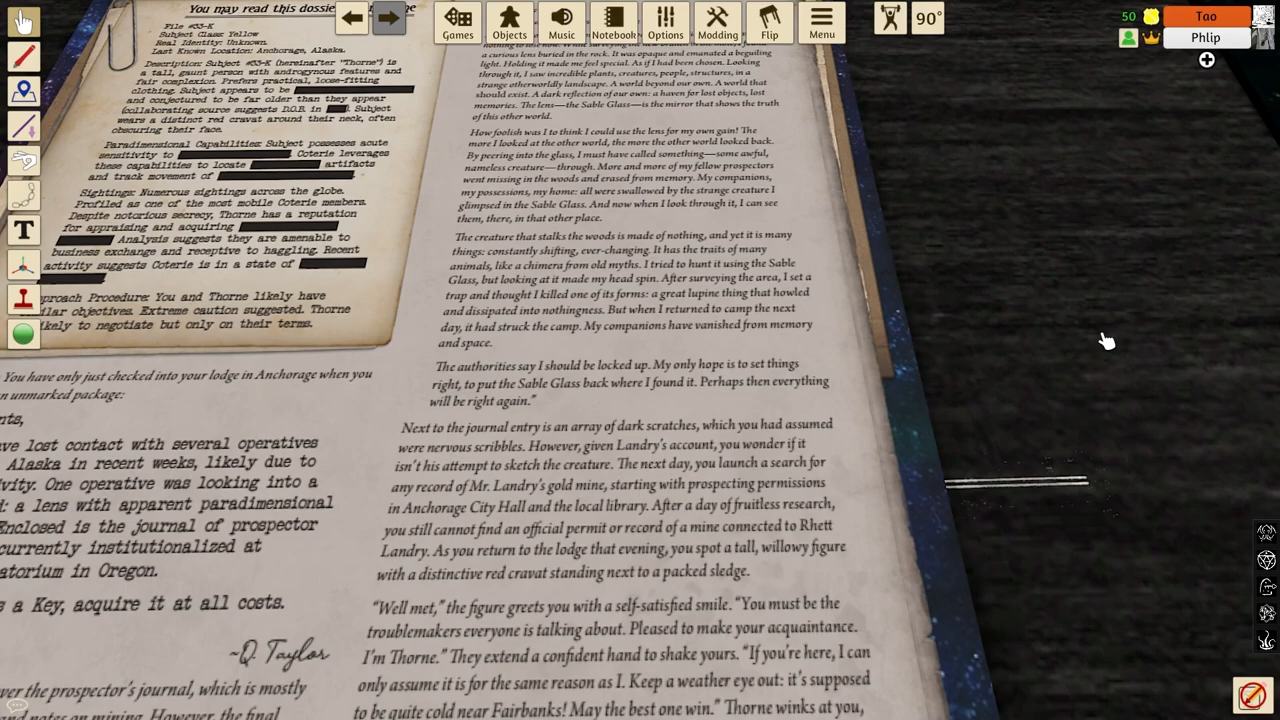 You may read this dossie
File #33-K
Subject Class: Yellow
Real Identity: Unknown.
Last Known Location: Anchorage, Alaska.
Description: Subject #33-K (hereinafter "Thorne") is
a tall, gaunt person with androgynous features and
fair complexion. Prefers practical, loose-fitting
clothing. Subject appears to be
and conjectured to be far older than they appear
(collaborating source suggests D.O.B. in). Subject
wears a distinct red cravat around their neck, often
obscuring their face.
Paradimensional Capabilities: Subject possesses acute
sensitivity to . Coterie leverages
these capabilities to locate artifacts
and track movement of .
Sightings: Numerous sightings across the globe.
Profiled as one of the most mobile Coterie members.
Despite notorious secrecy, Thorne has a reputation
for appraising and acquiring
Analysis suggests they are amenable to
business exchange and receptive to haggling. Recent
activity suggests Coterie is in a state of
pproach Procedure: You and Thorne likely have
ilar objectives. Extreme caution suggested. Thorne
ikely to negotiate but only on their terms.
You have only just checked into your lodge in Anchorage when you
an unmarked package:
nts,
ve lost contact with several operatives
Alaska in recent weeks, likely due to
vity. One operative was looking into a
d: a lens with apparent paradimensional
Enclosed is the journal of prospector
currently institutionalized at
atorium in Oregon.
s a Key, acquire it at all costs.
~Q. Taylor
ver the prospector's journal, which is mostly
and notes on mining. However, the final
curious lens buried in the rock. It was opaque and emanated a beguiling
light. Holding it made me feel special. As if I had been chosen. Looking
through it, I saw incredible plants, creatures, people, structures, in a
strange otherworldly landscape. A world beyond our own. A world that
should exist. A dark reflection of our own: a haven for lost objects, lost
memories. The lens—the Sable Glass—is the mirror that shows the truth
of this other world.
How foolish was I to think I could use the lens for my own gain! The
more I looked at the other world, the more the other world looked back.
By peering into the glass, I must have called something—some awful,
nameless creature—through. More and more of my fellow prospectors
went missing in the woods and erased from memory. My companions,
my possessions, my home: all were swallowed by the strange creature I
glimpsed in the Sable Glass. And now when I look through it, I can see
them, there, in that other place.
The creature that stalks the woods is made of nothing, and yet it is many
things: constantly shifting, ever-changing. It has the traits of many
animals, like a chimera from old myths. I tried to hunt it using the Sable
Glass, but looking at it made my head spin. After surveying the area, I set a
trap and thought I killed one of its forms: a great lupine thing that howled
and dissipated into nothingness. But when I returned to camp the next
day, it had struck the camp. My companions have vanished from memory
and space.
The authorities say I should be locked up. My only hope is to set things
right, to put the Sable Glass back where I found it. Perhaps then everything
will be right again."
Next to the journal entry is an array of dark scratches, which you had assumed
were nervous scribbles. However, given Landry's account, you wonder if it
isn't his attempt to sketch the creature. The next day, you launch a search for
any record of Mr. Landry's gold mine, starting with prospecting permissions
in Anchorage City Hall and the local library. After a day of fruitless research,
you still cannot find an official permit or record of a mine connected to Rhett
Landry. As you return to the lodge that evening, you spot a tall, willowy figure
with a distinctive red cravat standing next to a packed sledge.
"Well met," the figure greets you with a self-satisfied smile. "You must be the
troublemakers everyone is talking about. Pleased to make your acquaintance.
I'm Thorne." They extend a confident hand to shake yours. "If you're here, I can
only assume it is for the same reason as I. Keep a weather eye out: it's supposed
to be quite cold near Fairbanks! May the best one win." Thorne winks at you,
Games
Objects
Music
Notebook
Options
Modding
Flip
Menu
90°
50
Tao
Phlip
T